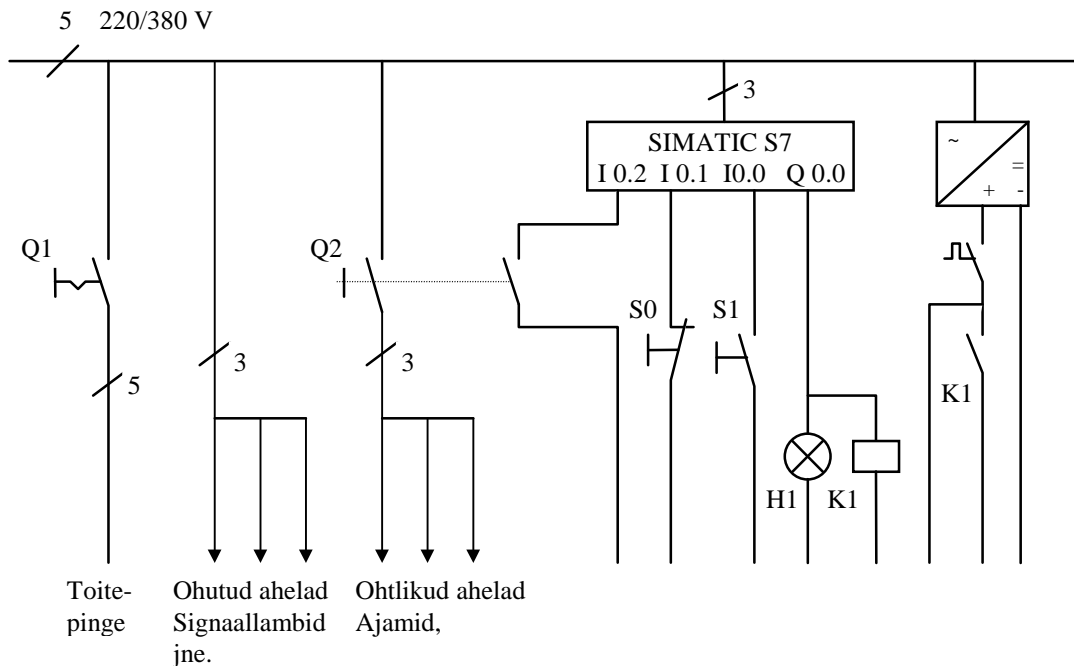 5 220/380 V
3
SIMATIC S7
I 0.2 I 0.1 I0.0 Q 0.0
~
=
+ -
Q1
Q2
S0
S1
3
3
5
K1
H1
K1
Toite-
pinge
Ohutud ahelad
Signaallambid
jne.
Ohtlikud ahelad
Ajamid,